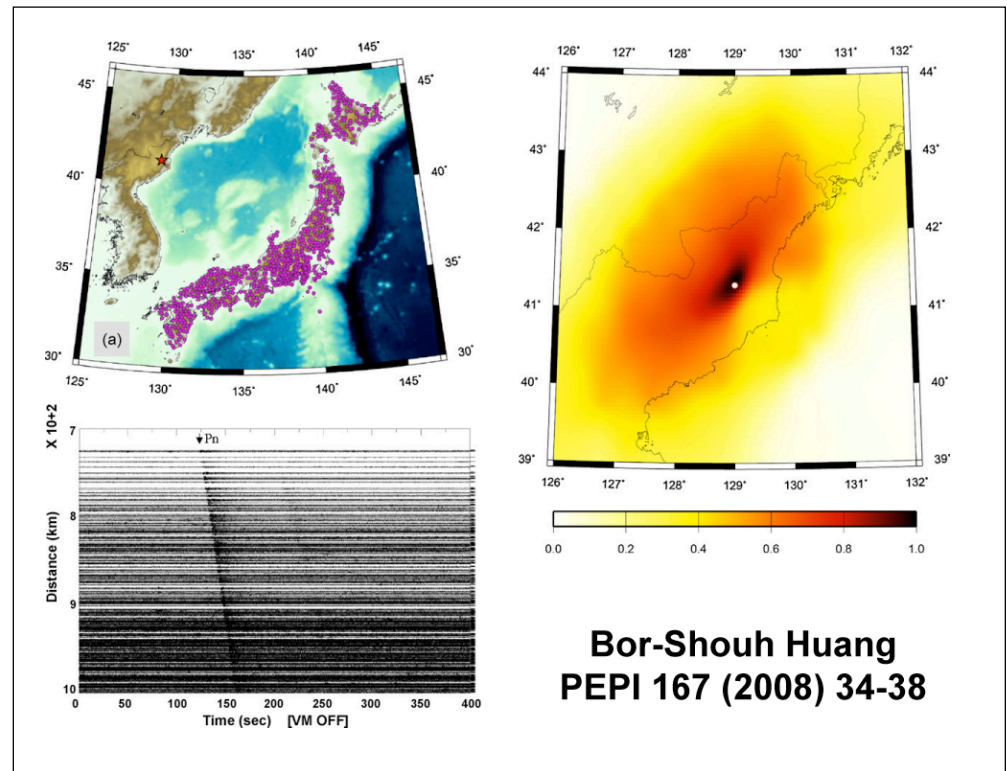 125˚ 130˚ 135˚ 140˚ 145˚
45˚ 45˚
40˚ 40˚
35˚ 35˚
30˚ 30˚
(a)
125˚ 130˚ 135˚ 140˚ 145˚
126˚ 127˚ 128˚ 129˚ 130˚ 131˚ 132˚
44˚ 44˚
43˚ 43˚
42˚ 42˚
41˚ 41˚
40˚ 40˚
39˚ 39˚
126˚ 127˚ 128˚ 129˚ 130˚ 131˚ 132˚
0.0 0.2 0.4 0.6 0.8 1.0
X 10+2
Distance (km)
7
8
9
10
Pn
0 50 100 150 200 250 300 350 400
Time (sec) [VM OFF]
Bor-Shouh Huang
PEPI 167 (2008) 34-38